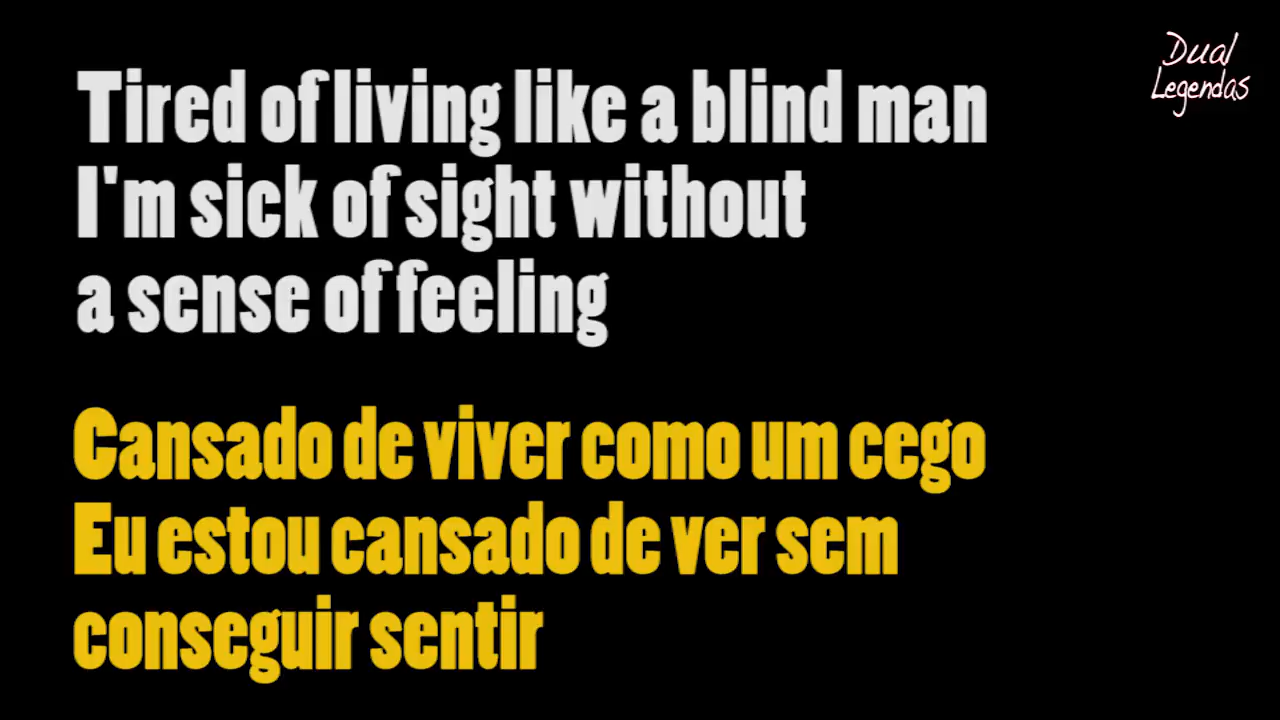 Dual
Legendas
Tired of living like a blind man
I'm sick of sight without
a sense of feeling
Cansado de viver como um cego
Eu estou cansado de ver sem
conseguir sentir